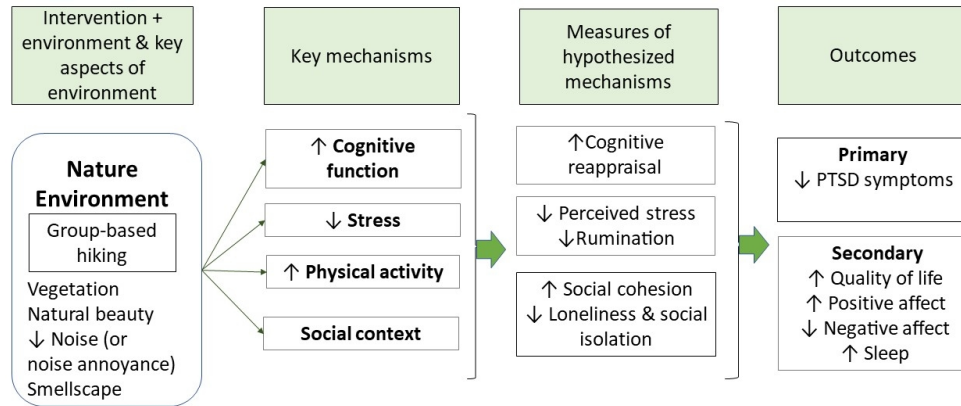 Intervention +
environment & key
aspects of
environment
Key mechanisms
Measures of
hypothesized
mechanisms
Outcomes
Nature
Environment
Group-based
hiking
Vegetation
Natural beauty
↓ Noise (or
noise annoyance)
Smellscape
↑ Cognitive
function
↓ Stress
↑ Physical activity
Social context
↑Cognitive
reappraisal
↓ Perceived stress
↓Rumination
↑ Social cohesion
↓ Loneliness & social
isolation
Primary
↓ PTSD symptoms
Secondary
↑ Quality of life
↑ Positive affect
↓ Negative affect
↑ Sleep